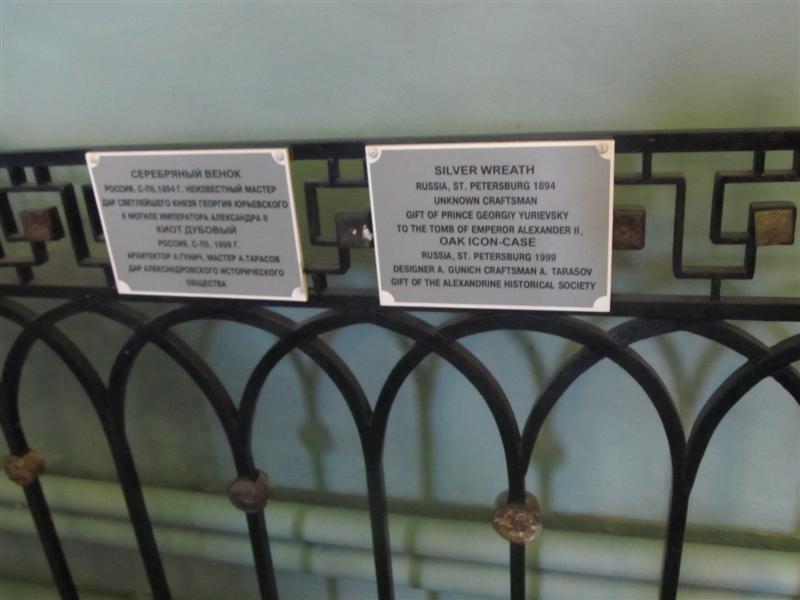 СЕРЕБРЯНЫЙ ВЕНОК
РОССИЯ, С-ПБ, 1894 Г. НЕИЗВЕСТНЫЙ МАСТЕР
ДАР СВЕТЛЕЙШЕГО КНЯЗЯ ГЕОРГИЯ ЮРЬЕВСКОГО
К МОГИЛЕ ИМПЕРАТОРА АЛЕКСАНДРА II
КИОТ ДУБОВЫЙ
РОССИЯ, С-ПБ, 1999 Г.
АРХИТЕКТОР А.ГУНИЧ, МАСТЕР А.ТАРАСОВ
ДАР АЛЕКСАНДРОВСКОГО ИСТОРИЧЕСКОГО
ОБЩЕСТВА
SILVER WREATH
RUSSIA, ST. PETERSBURG 1894
UNKNOWN CRAFTSMAN
GIFT OF PRINCE GEORGIY YURIEVSKY
TO THE TOMB OF EMPEROR ALEXANDER II.
OAK ICON-CASE
RUSSIA, ST. PETERSBURG 1999
DESIGNER A. GUNICH CRAFTSMAN A. TARASOV
GIFT OF THE ALEXANDRINE HISTORICAL SOCIETY